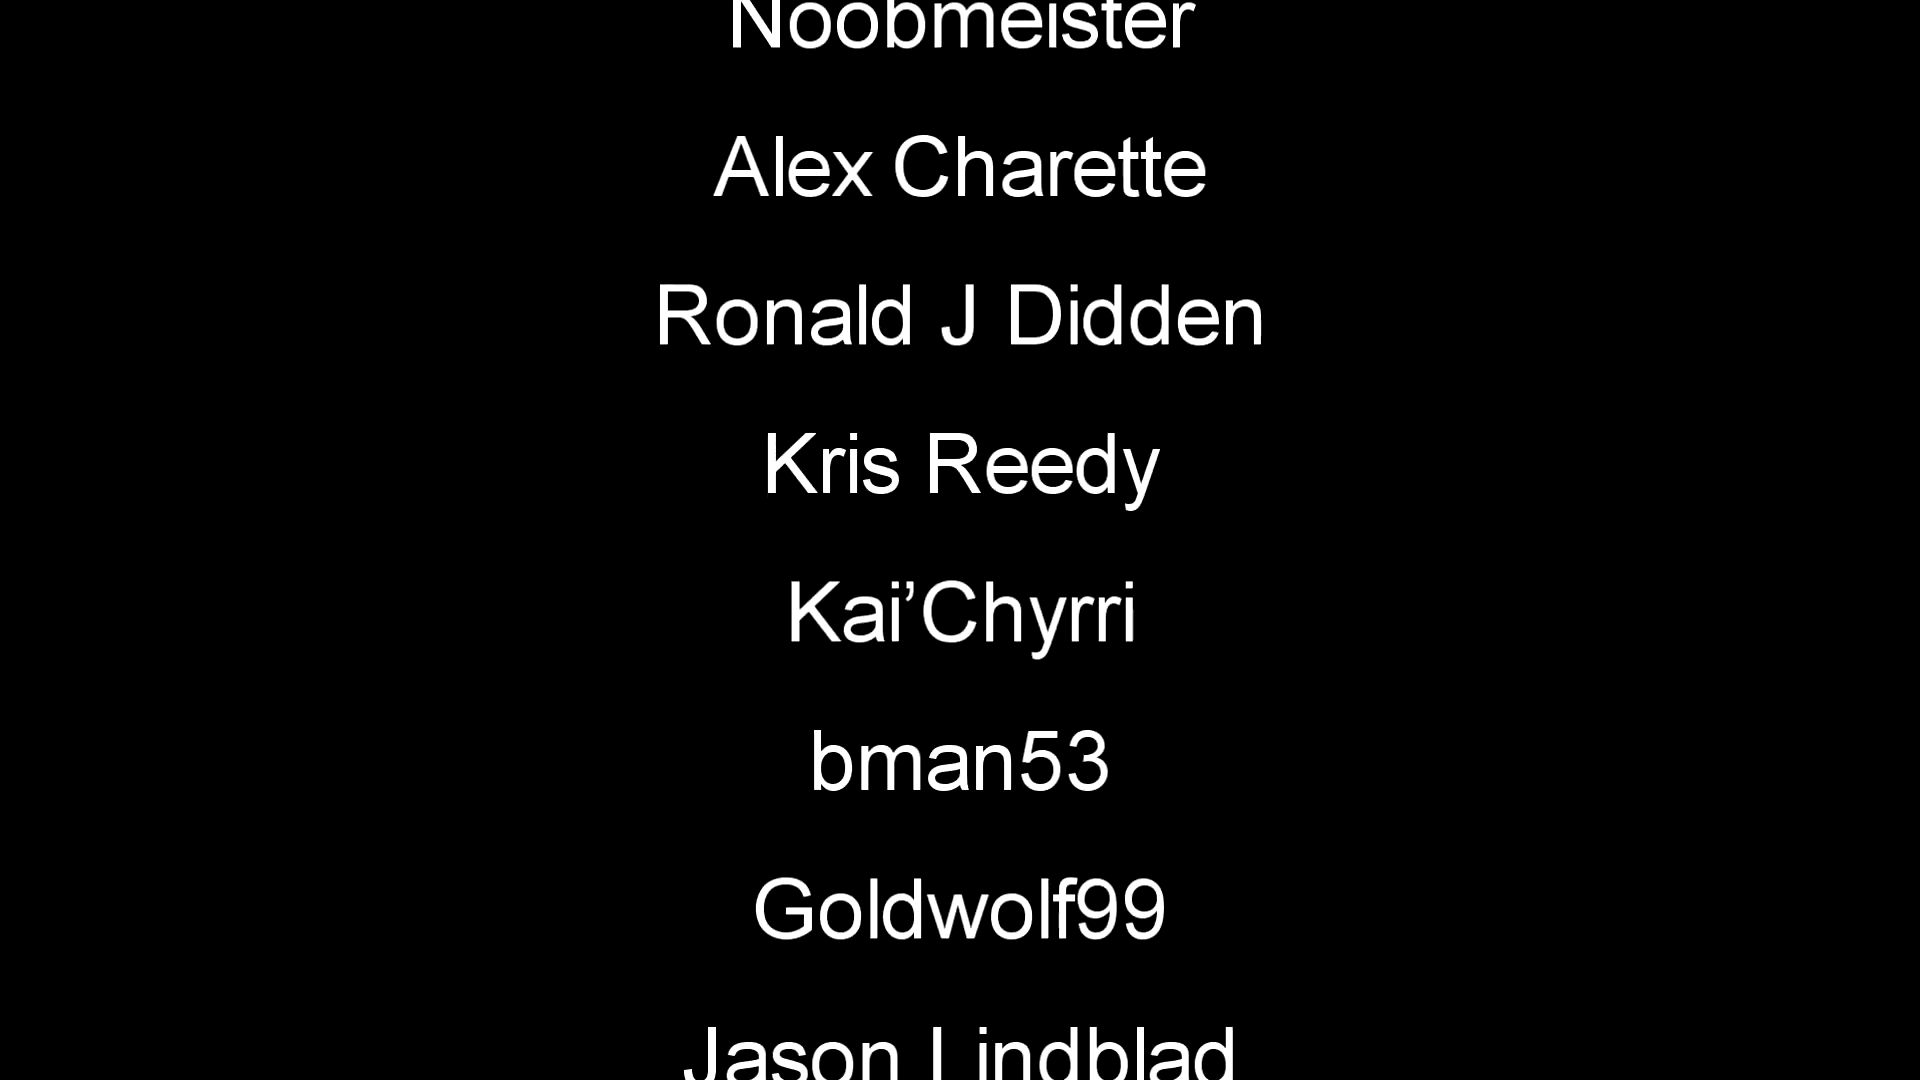 Noobmeister
Alex Charette
Ronald J Didden
Kris Reedy
Kai’Chyrri
bman53
Goldwolf99
Jason Lindblad